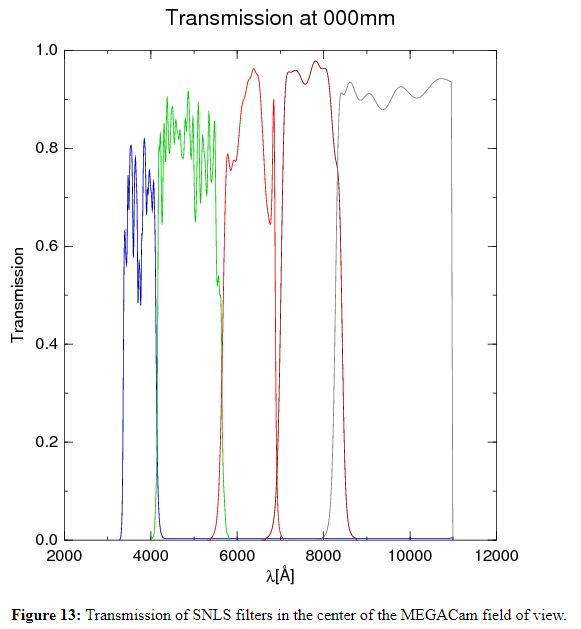 Transmission at 000mm
1.0
0.8
0.6
0.4
0.2
0.0
Transmission
2000 4000 6000 8000 10000 12000
λ[Å]
Figure 13: Transmission of SNLS filters in the center of the MEGACam field of view.